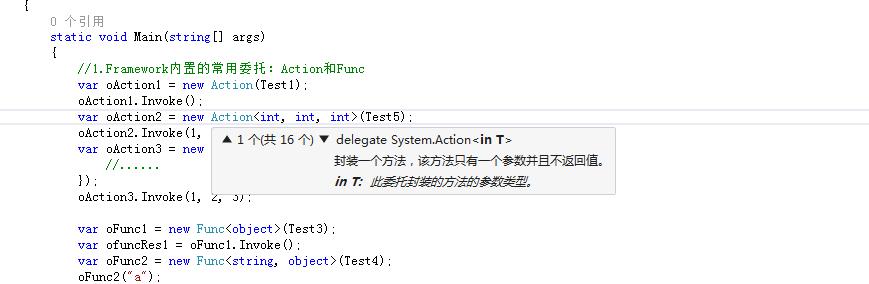 {
0 个引用
static void Main(string[] args)
{
//1.Framework内置的常用委托：Action和Func
var oAction1 = new Action(Test1);
oAction1.Invoke();
var oAction2 = new Action<int, int, int>(Test5);
oAction2.Invoke(1,
▲ 1 个(共 16 个) ▼ delegate System.Action<in T>
封装一个方法，该方法只有一个参数并且不返回值。
in T: 此委托封装的方法的参数类型。
var oAction3 = new
//......
});
oAction3.Invoke(1, 2, 3);
var oFunc1 = new Func<object>(Test3);
var ofuncRes1 = oFunc1.Invoke();
var oFunc2 = new Func<string, object>(Test4);
oFunc2("a");